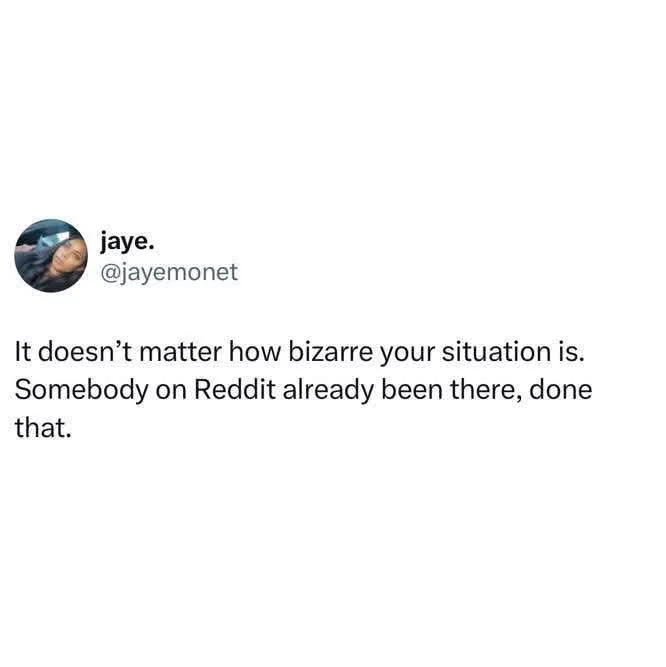 jaye.
@jayemonet
It doesn’t matter how bizarre your situation is.
Somebody on Reddit already been there, done
that.